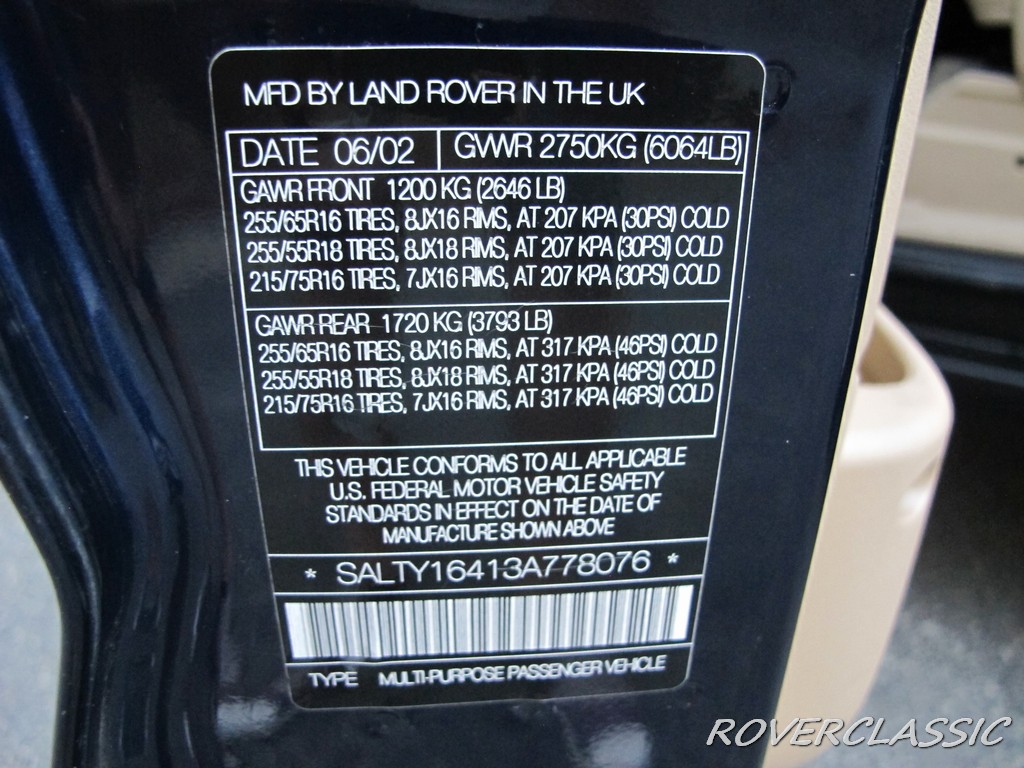 MFD BY LAND ROVER IN THE UK
DATE 06/02 GVWR 2750KG (6064LB)
GAWR FRONT 1200 KG (2646 LB)
255/65R16 TIRES, 8JX16 RIMS, AT 207 KPA (30PSI) COLD
255/55R18 TIRES, 8JX18 RIMS, AT 207 KPA (30PSI) COLD
215/75R16 TIRES, 7JX16 RIMS, AT 207 KPA (30PSI) COLD
GAWR REAR 1720 KG (3793 LB)
255/65R16 TIRES, 8JX16 RIMS, AT 317 KPA (46PSI) COLD
255/55R18 TIRES, 8JX18 RIMS, AT 317 KPA (46PSI) COLD
215/75R16 TIRES, 7JX16 RIMS, AT 317 KPA (46PSI) COLD
THIS VEHICLE CONFORMS TO ALL APPLICABLE
U.S. FEDERAL MOTOR VEHICLE SAFETY
STANDARDS IN EFFECT ON THE DATE OF
MANUFACTURE SHOWN ABOVE
* SALTY16413A778076 *
TYPE MULTI-PURPOSE PASSENGER VEHICLE
ROVERCLASSIC